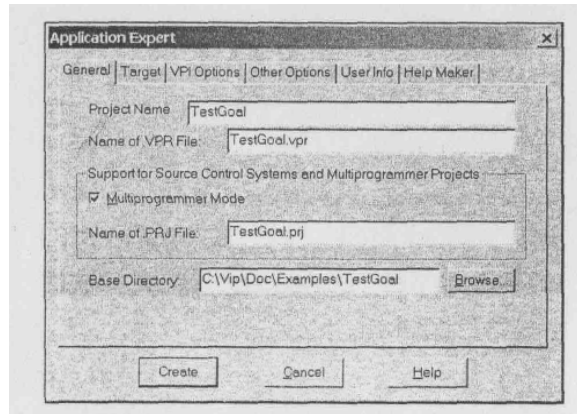 Application Expert
General Target VPI Options Other Options User Info Help Maker
Project Name TestGoal
Name of VPR File: TestGoal.vpr
Support for Source Control Systems and Multiprogrammer Projects
Multiprogrammer Mode
Name of .PRJ File: TestGoal.prj
Base Directory: C:\Vip\Doc\Examples\TestGoal Browse...
Create Cancel Help